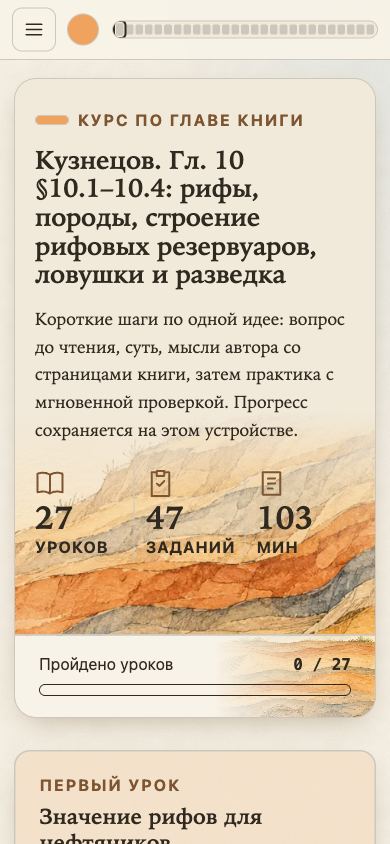 КУРС ПО ГЛАВЕ КНИГИ
Кузнецов. Гл. 10
§10.1–10.4: рифы,
породы, строение
рифовых резервуаров,
ловушки и разведка
Короткие шаги по одной идее: вопрос
до чтения, суть, мысли автора со
страницами книги, затем практика с
мгновенной проверкой. Прогресс
сохраняется на этом устройстве.
27 47 103
УРОКОВ ЗАДАНИЙ МИН
Пройдено уроков 0 / 27
ПЕРВЫЙ УРОК
Значение рифов для
нефтяников